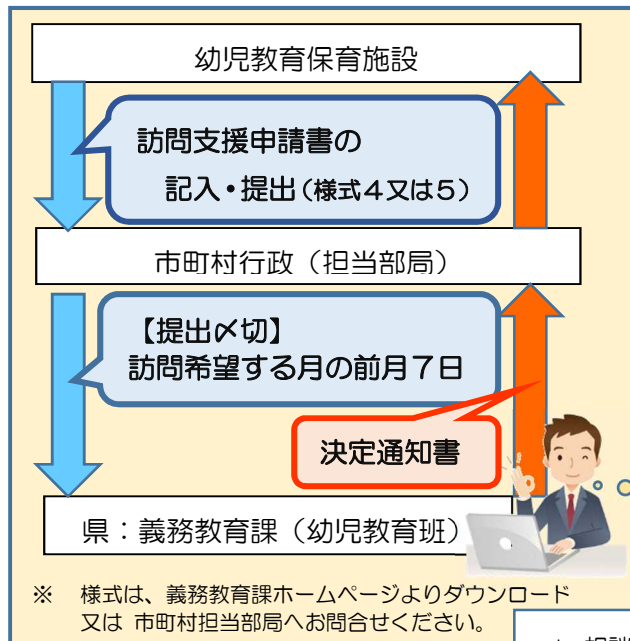 幼児教育保育施設
訪問支援申請書の
記入・提出(様式４又は５)
市町村行政（担当部局）
【提出〆切】
訪問希望する月の前月７日
決定通知書
県：義務教育課（幼児教育班）
※　様式は、義務教育課ホームページよりダウンロード
又は 市町村担当部局へお問合せください。